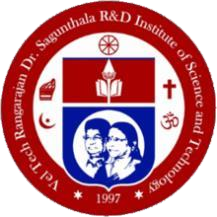 Vel Tech Rangarajan Dr. Sagunthala R&D Institute of Science and Technology
1997